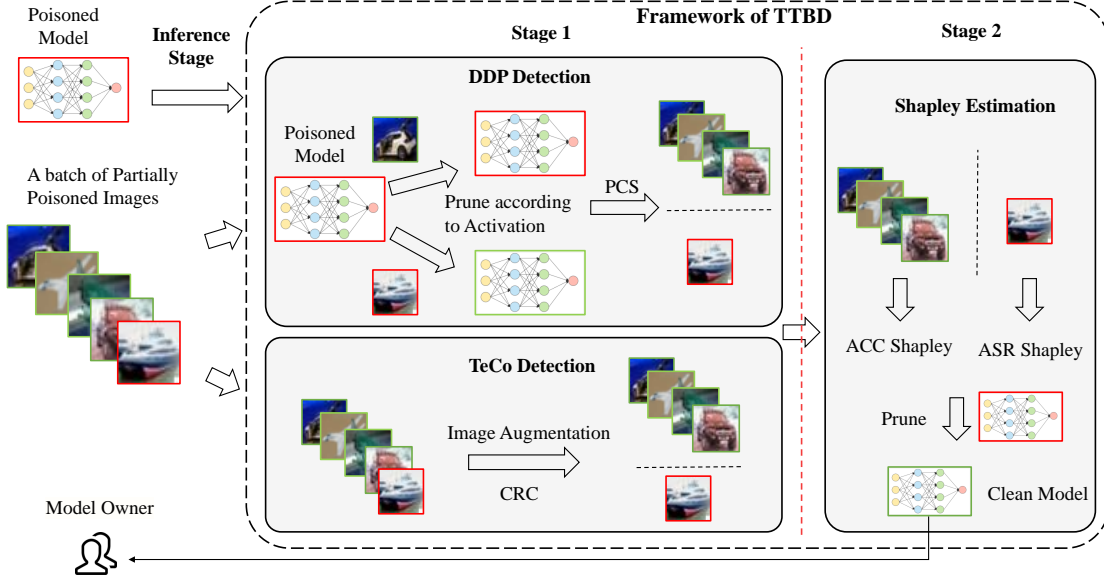 Framework of TTBD
Poisoned
Model
Inference
Stage
A batch of Partially
Poisoned Images
Model Owner
Stage 1
DDP Detection
Poisoned
Model
Prune according
to Activation
PCS
TeCo Detection
Image Augmentation
CRC
Stage 2
Shapley Estimation
ACC Shapley
ASR Shapley
Prune
Clean Model